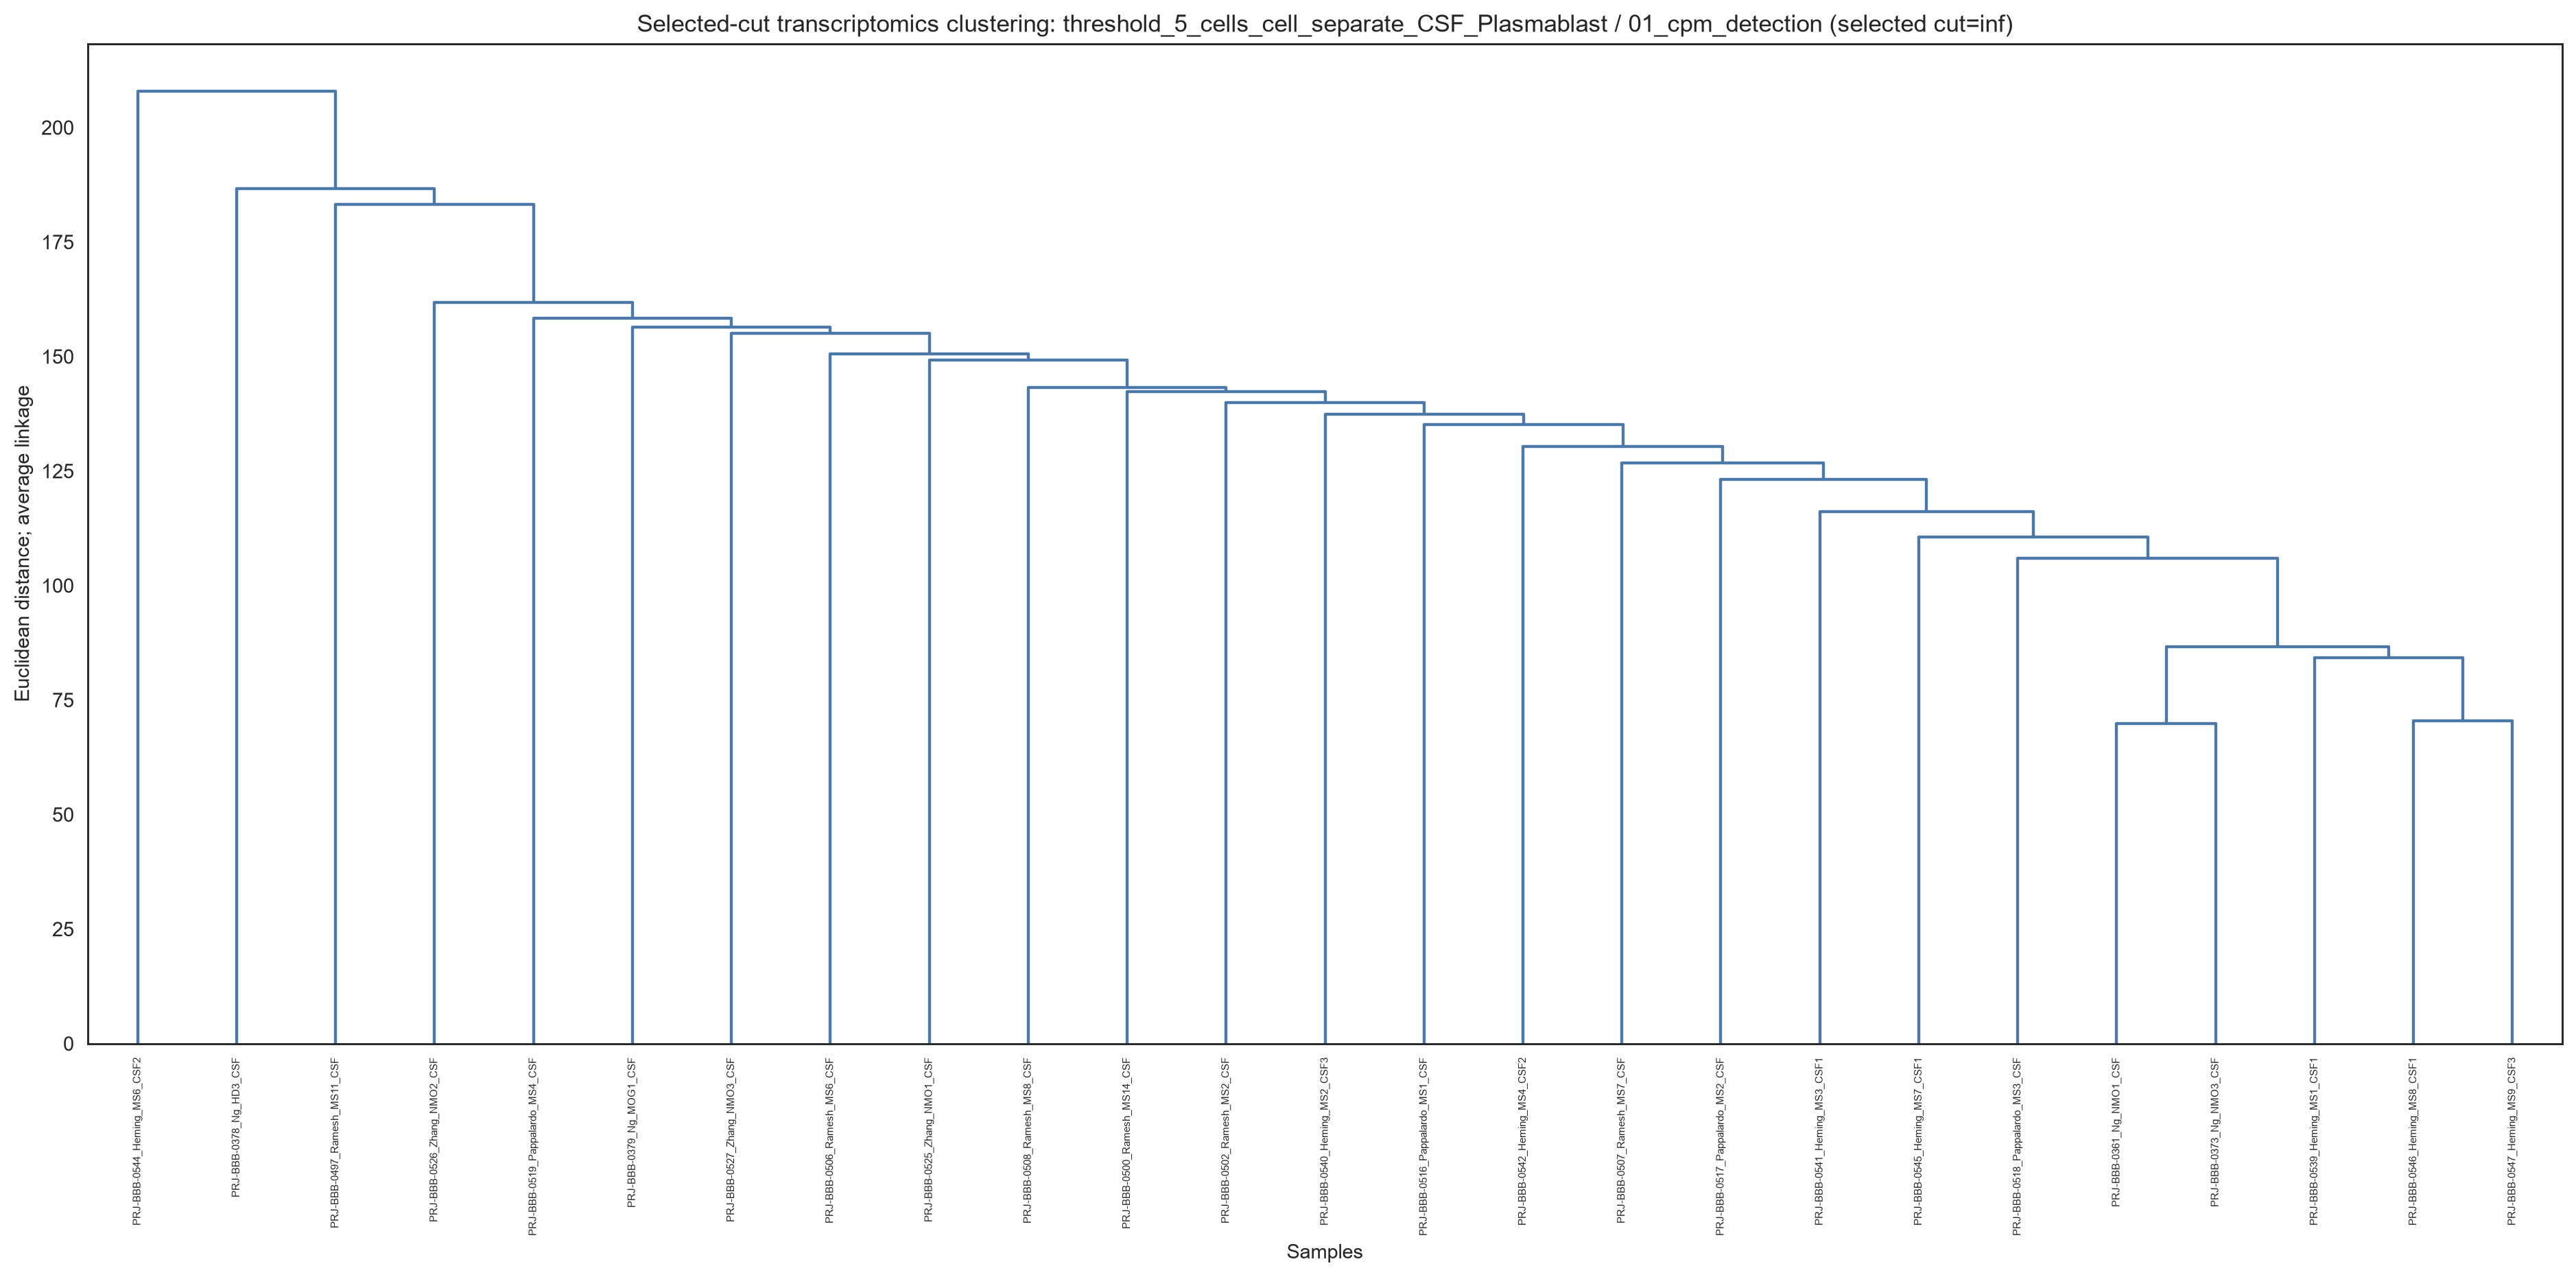 Selected-cut transcriptomics clustering: threshold_5_cells_cell_separate_CSF_Plasmablast / 01_cpm_detection (selected cut=inf)
Euclidean distance; average linkage
200
175
150
125
100
75
50
25
0
PRJ-BBB-0544_Heming_MS6_CSF2
PRJ-BBB-0378_Ng_HD3_CSF
PRJ-BBB-0497_Ramesh_MS11_CSF
PRJ-BBB-0526_Zhang_NMO2_CSF
PRJ-BBB-0519_Pappalardo_MS4_CSF
PRJ-BBB-0379_Ng_MOG1_CSF
PRJ-BBB-0527_Zhang_NMO3_CSF
PRJ-BBB-0506_Ramesh_MS6_CSF
PRJ-BBB-0525_Zhang_NMO1_CSF
PRJ-BBB-0508_Ramesh_MS8_CSF
PRJ-BBB-0500_Ramesh_MS14_CSF
PRJ-BBB-0502_Ramesh_MS2_CSF
PRJ-BBB-0540_Heming_MS2_CSF3
PRJ-BBB-0516_Pappalardo_MS1_CSF
PRJ-BBB-0542_Heming_MS4_CSF2
PRJ-BBB-0507_Ramesh_MS7_CSF
PRJ-BBB-0517_Pappalardo_MS2_CSF
PRJ-BBB-0541_Heming_MS3_CSF1
PRJ-BBB-0545_Heming_MS7_CSF1
PRJ-BBB-0518_Pappalardo_MS3_CSF
PRJ-BBB-0361_Ng_NMO1_CSF
PRJ-BBB-0373_Ng_NMO3_CSF
PRJ-BBB-0539_Heming_MS1_CSF1
PRJ-BBB-0546_Heming_MS8_CSF1
PRJ-BBB-0547_Heming_MS9_CSF3
Samples